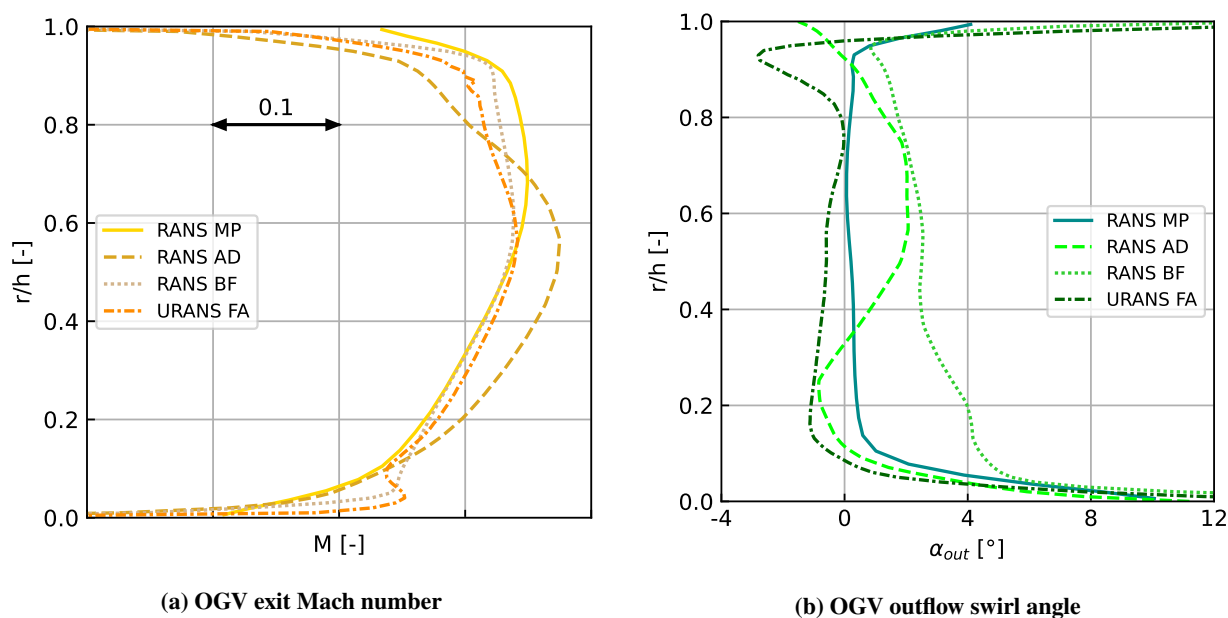 1.0
0.8
0.6
0.4
0.2
0.0
r/h [-]
0.1
RANS MP
RANS AD
RANS BF
URANS FA
M [-]
(a) OGV exit Mach number
1.0
0.8
0.6
0.4
0.2
0.0
r/h [-]
RANS MP
RANS AD
RANS BF
URANS FA
-4 0 4 8 12
α_out [°]
(b) OGV outflow swirl angle